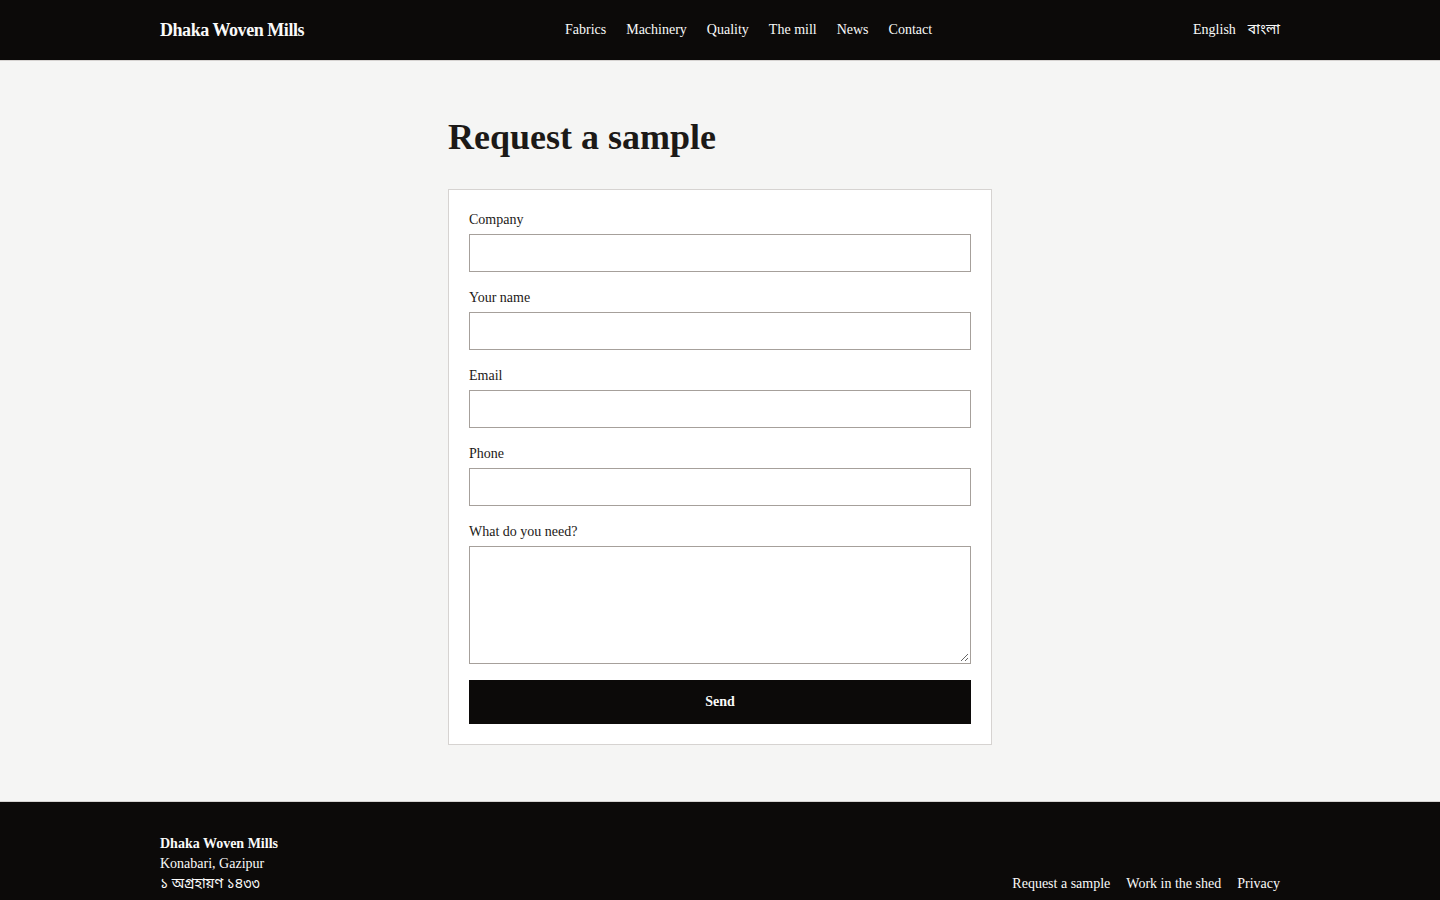 Dhaka Woven Mills
Fabrics Machinery Quality The mill News Contact
English বাংলা
Request a sample
Company
Your name
Email
Phone
What do you need?
Send
Dhaka Woven Mills
Konabari, Gazipur
১ অগ্রহায়ণ ১৪৩৩
Request a sample Work in the shed Privacy